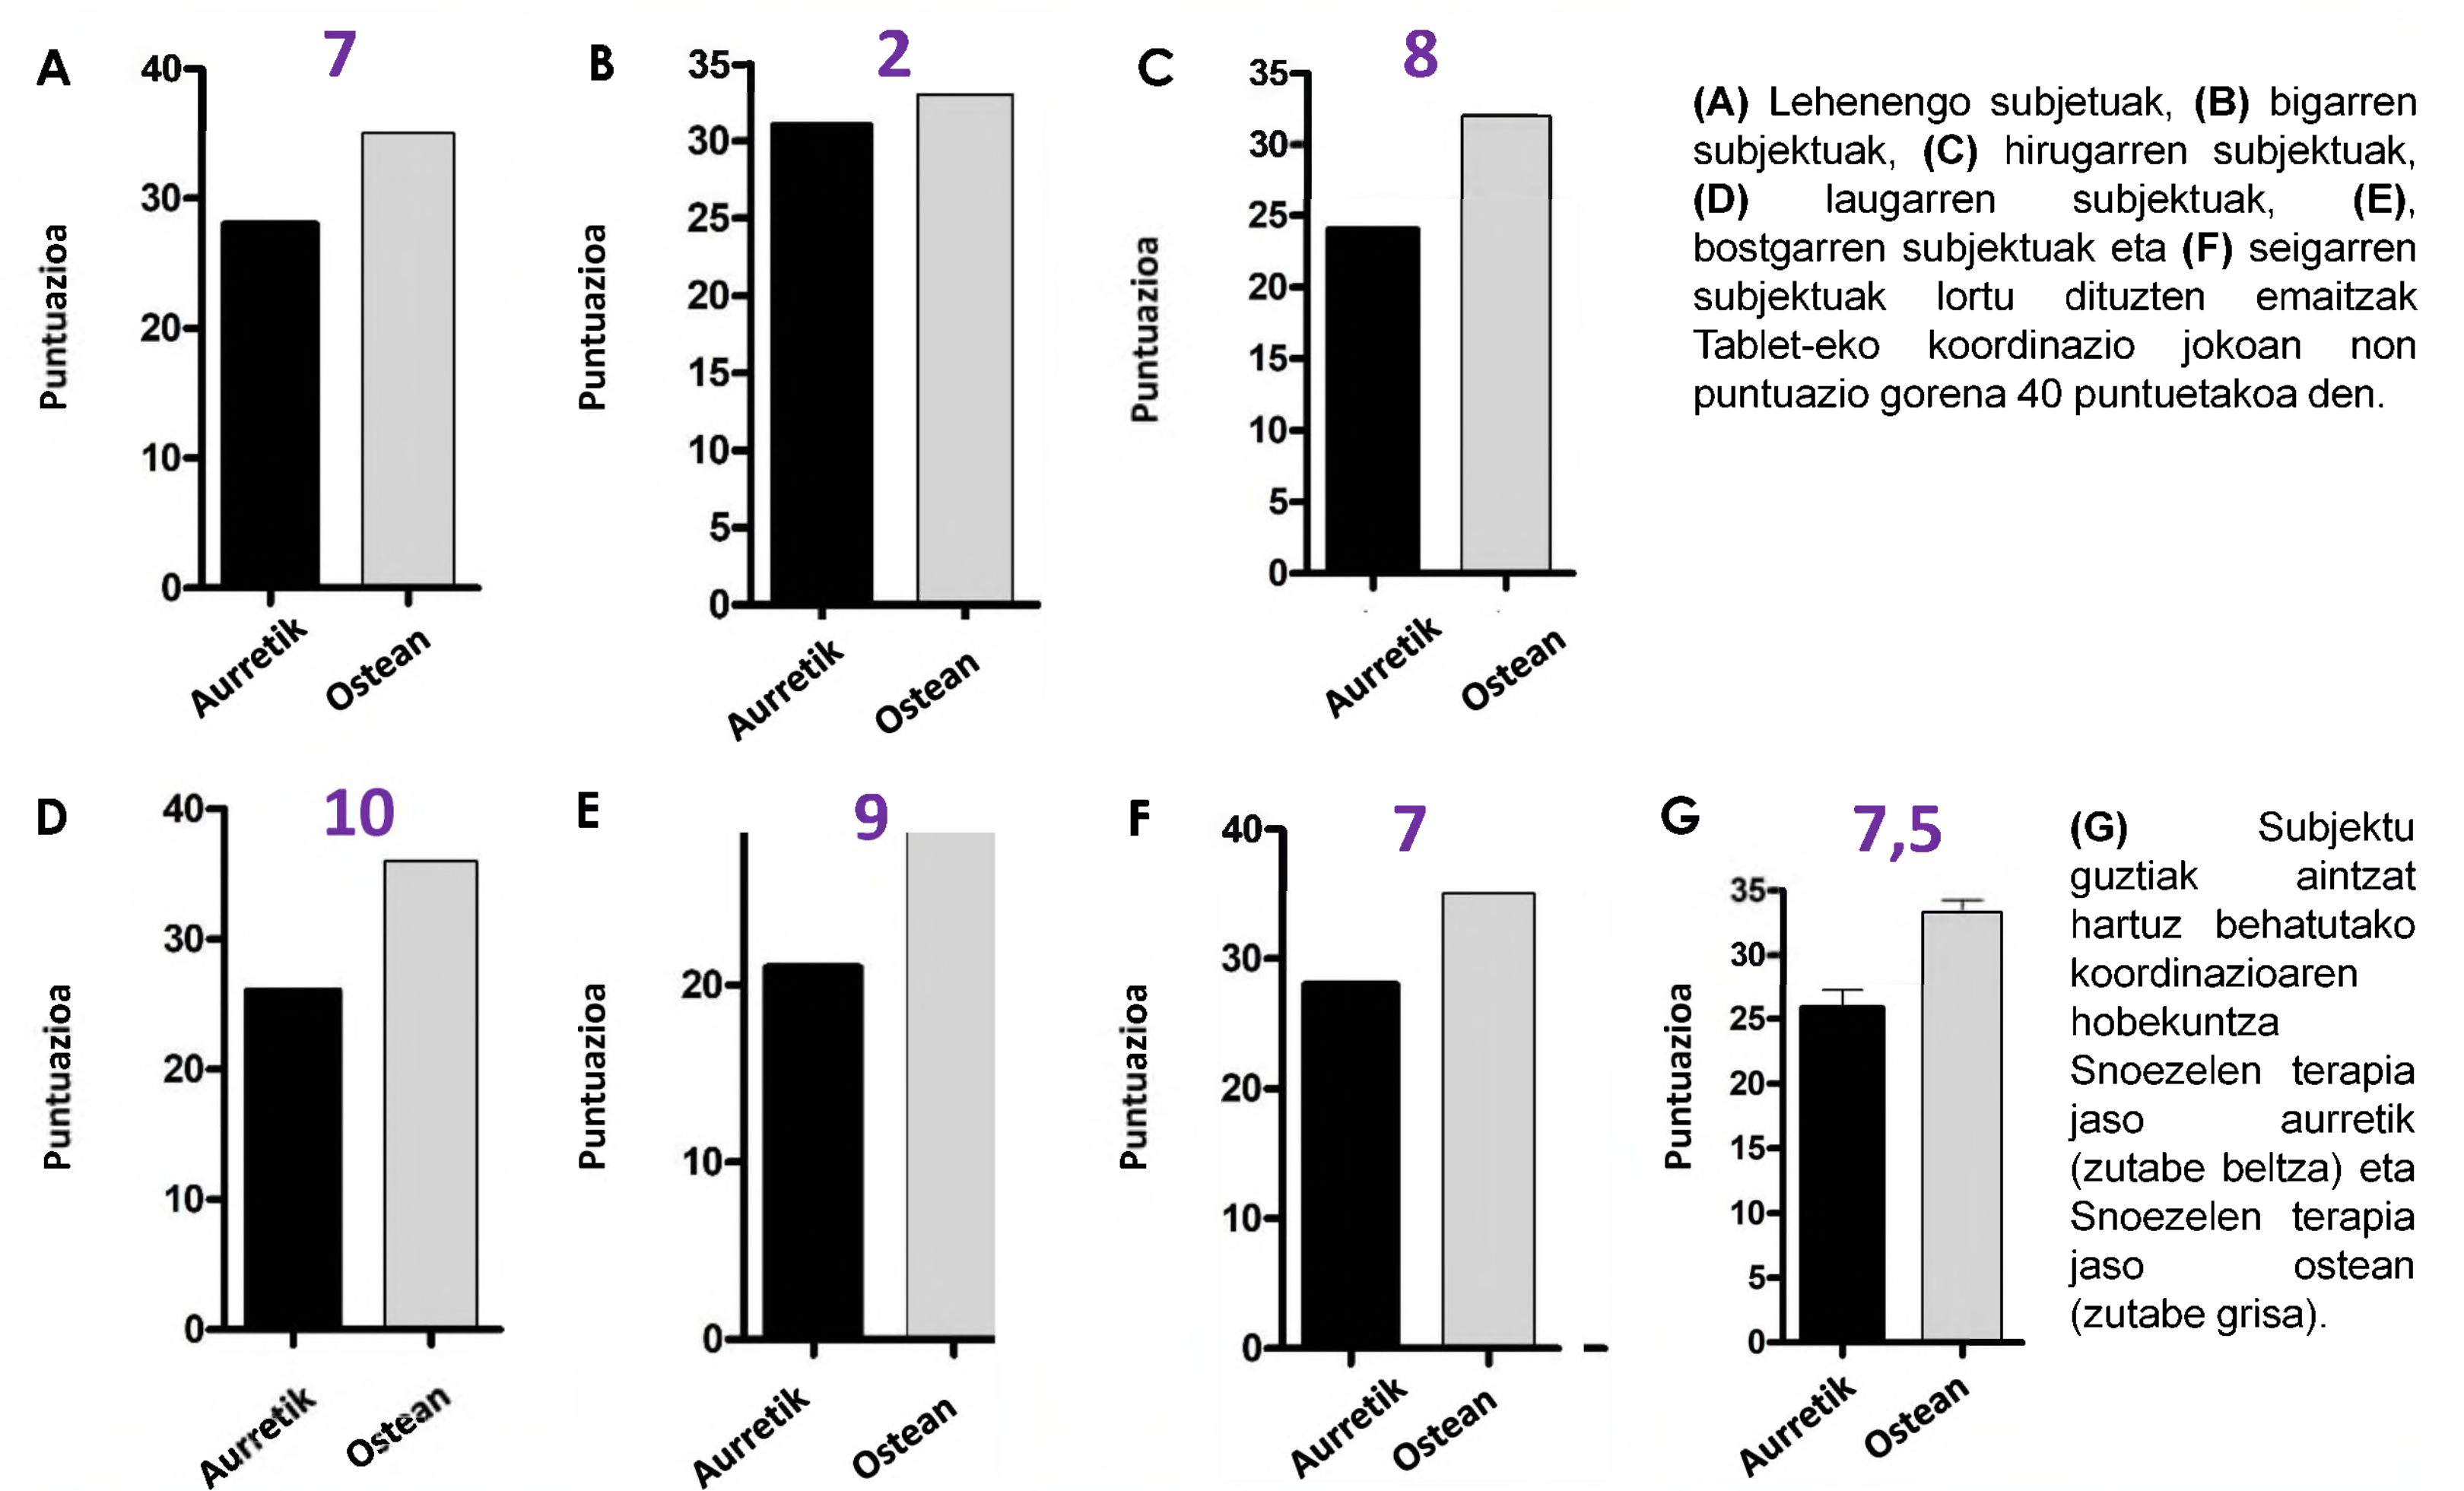 A
7
40
30
20
10
0
Puntuazioa
Aurretik
Ostean
B
2
35
30
25
20
15
10
5
0
Puntuazioa
Aurretik
Ostean
C
8
35
30
25
20
15
10
5
0
Puntuazioa
Aurretik
Ostean
(A) Lehenengo subjetuak, (B) bigarren
subjektuak, (C) hirugarren subjektuak,
(D) laugarren subjektuak, (E),
bostgarren subjektuak eta (F) seigarren
subjektuak lortu dituzten emaitzak
Tablet-eko koordinazio jokoan non
puntuazio gorena 40 puntuetakoa den.
D
10
40
30
20
10
0
Puntuazioa
Aurretik
Ostean
E
9
20
10
0
Puntuazioa
Aurretik
Ostean
F
7
40
30
20
10
0
Puntuazioa
Aurretik
Ostean
G
7,5
35
30
25
20
15
10
5
0
Puntuazioa
Aurretik
Ostean
(G) Subjektu
guztiak aintzat
hartuz behatutako
koordinazioaren
hobekuntza
Snoezelen terapia
jaso aurretik
(zutabe beltza) eta
Snoezelen terapia
jaso ostean
(zutabe grisa).